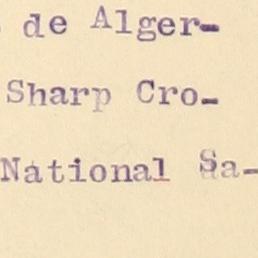 de Alger-
Sharp Cro-
National Sa-